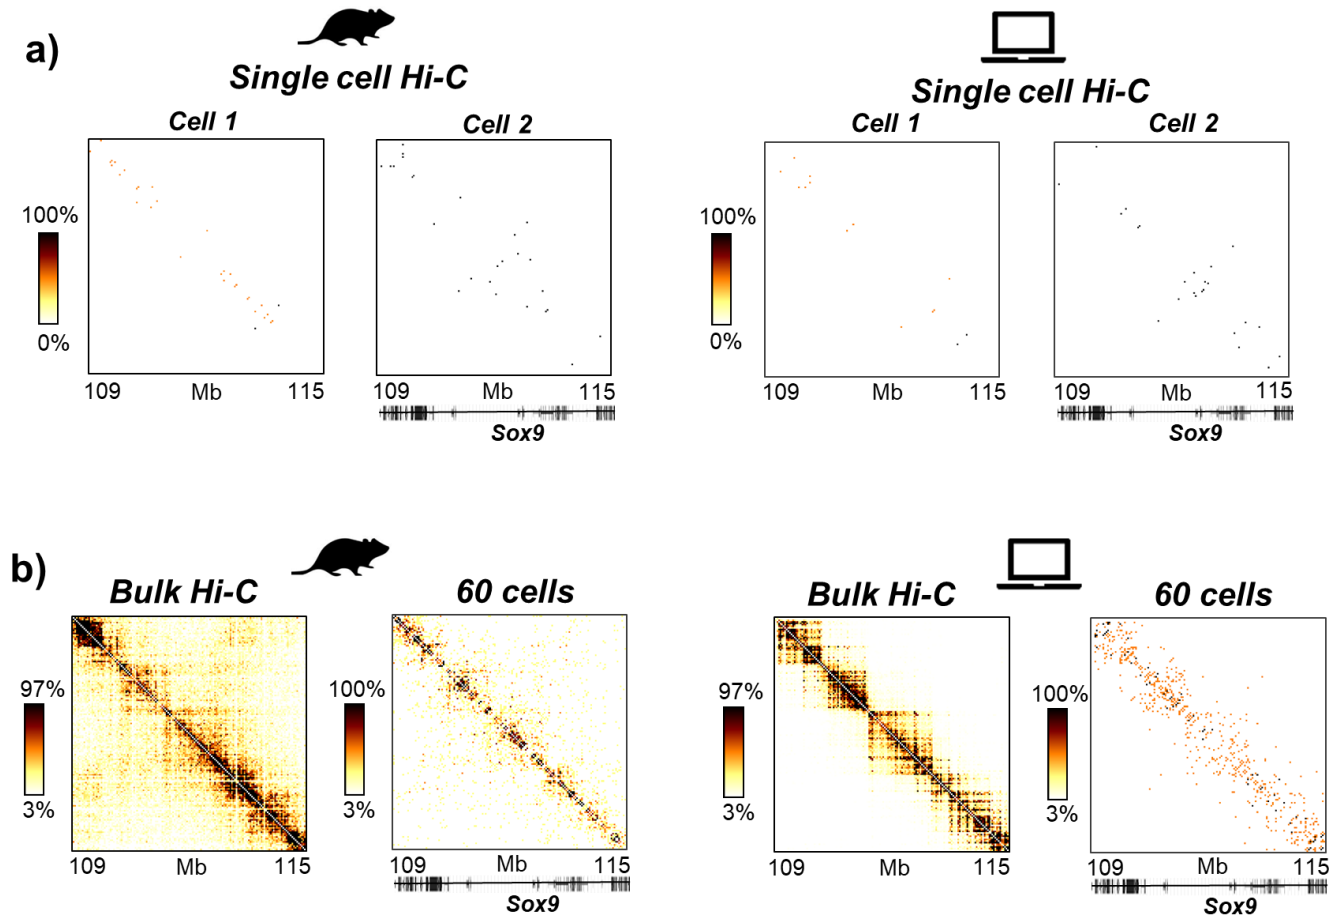 a)
Single cell Hi-C
Single cell Hi-C
Cell 1
Cell 2
Cell 1
Cell 2
100%
0%
100%
0%
109 Mb 115
109 Mb 115
109 Mb 115
109 Mb 115
Sox9
Sox9
b)
Bulk Hi-C
60 cells
Bulk Hi-C
60 cells
97%
3%
100%
3%
97%
3%
100%
3%
109 Mb 115
109 Mb 115
109 Mb 115
109 Mb 115
Sox9
Sox9